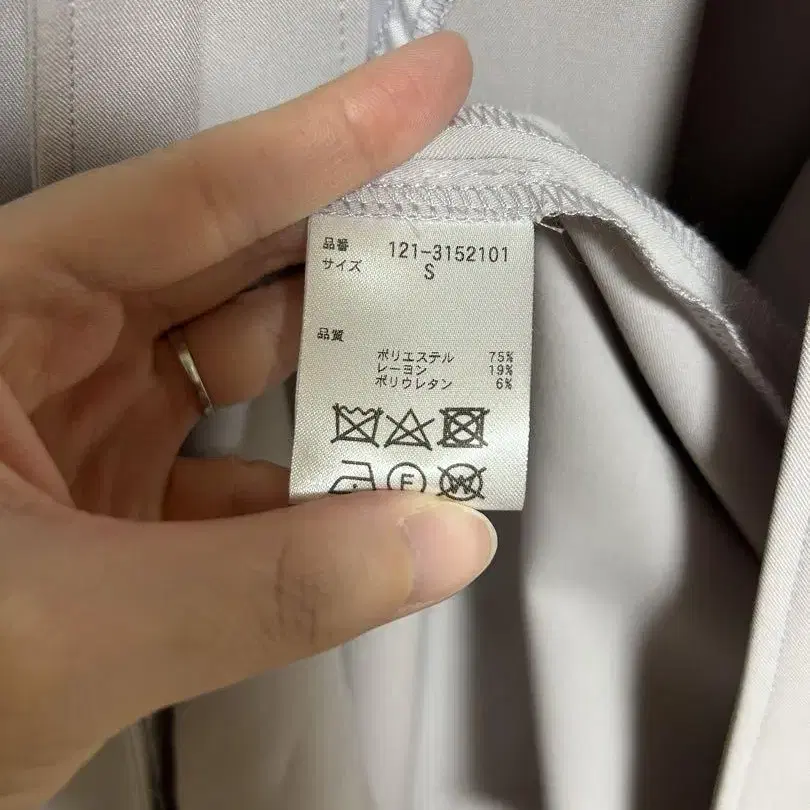 品番 121-3152101
サイズ S
品質
ポリエステル 75%
レーヨン 19%
ポリウレタン 6%
F W